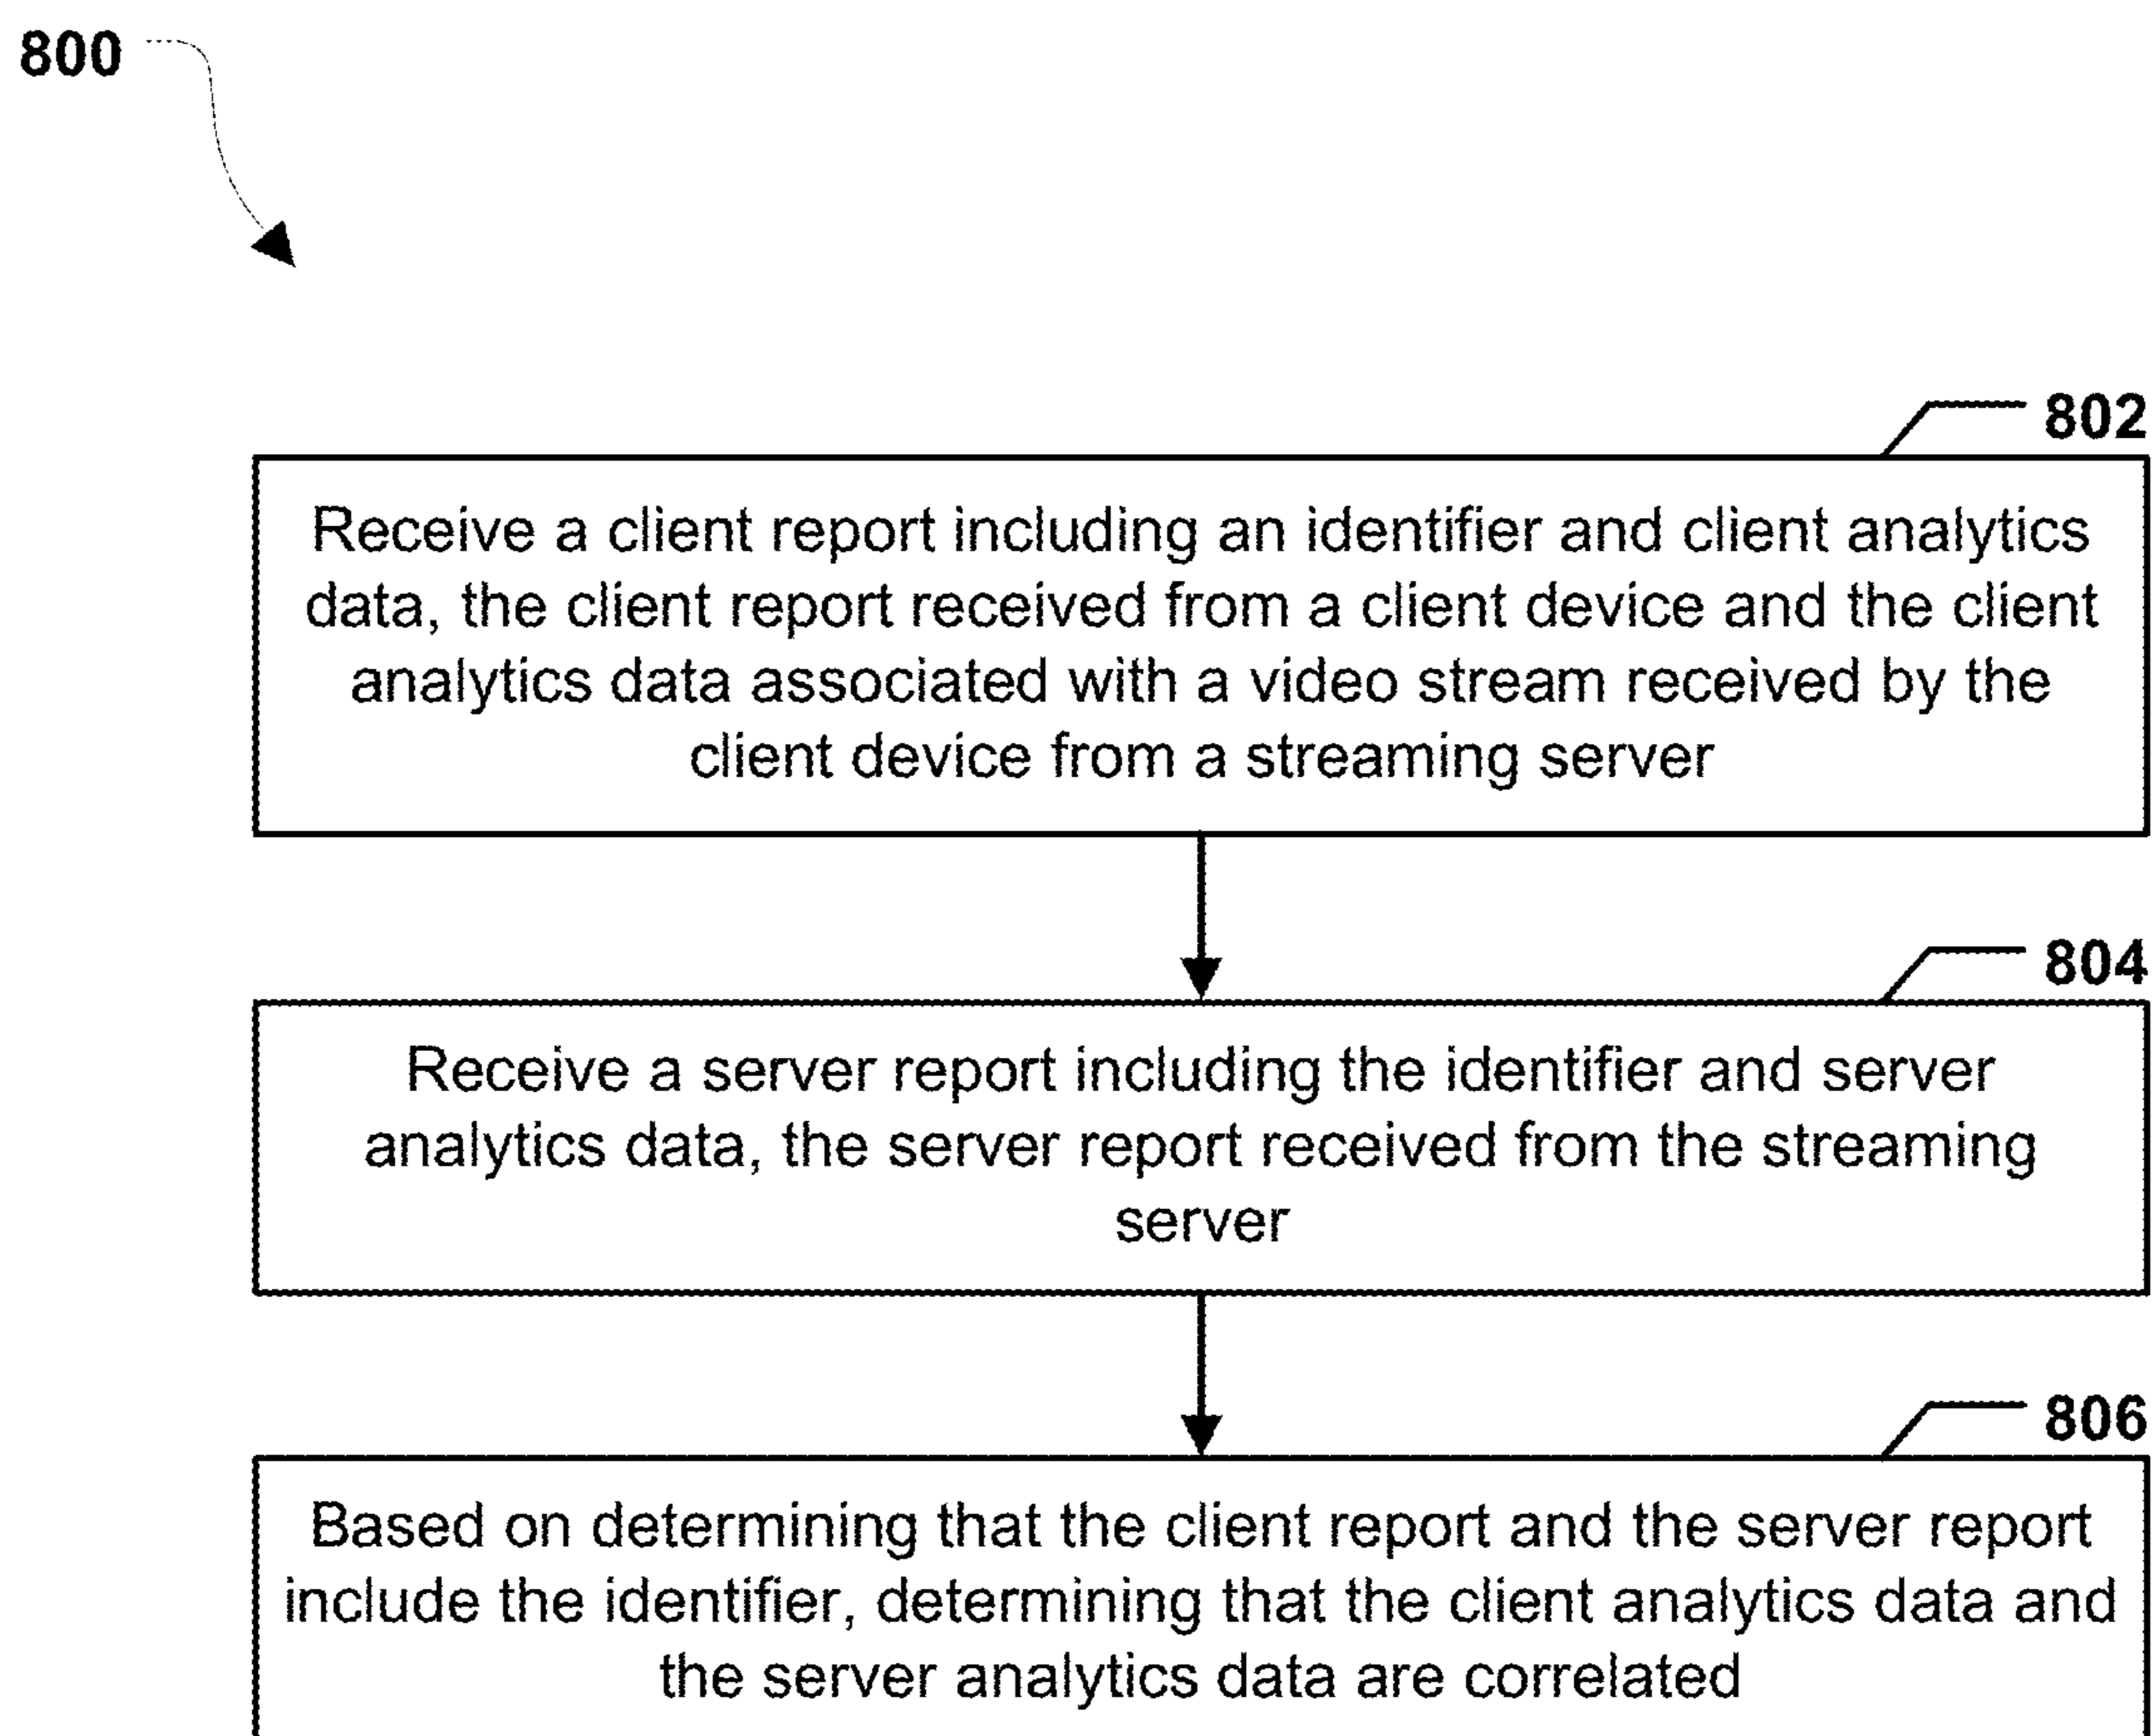 800
802
Receive a client report including an identifier and client analytics
data, the client report received from a client device and the client
analytics data associated with a video stream received by the
client device from a streaming server
804
Receive a server report including the identifier and server
analytics data, the server report received from the streaming
server
806
Based on determining that the client report and the server report
include the identifier, determining that the client analytics data and
the server analytics data are correlated